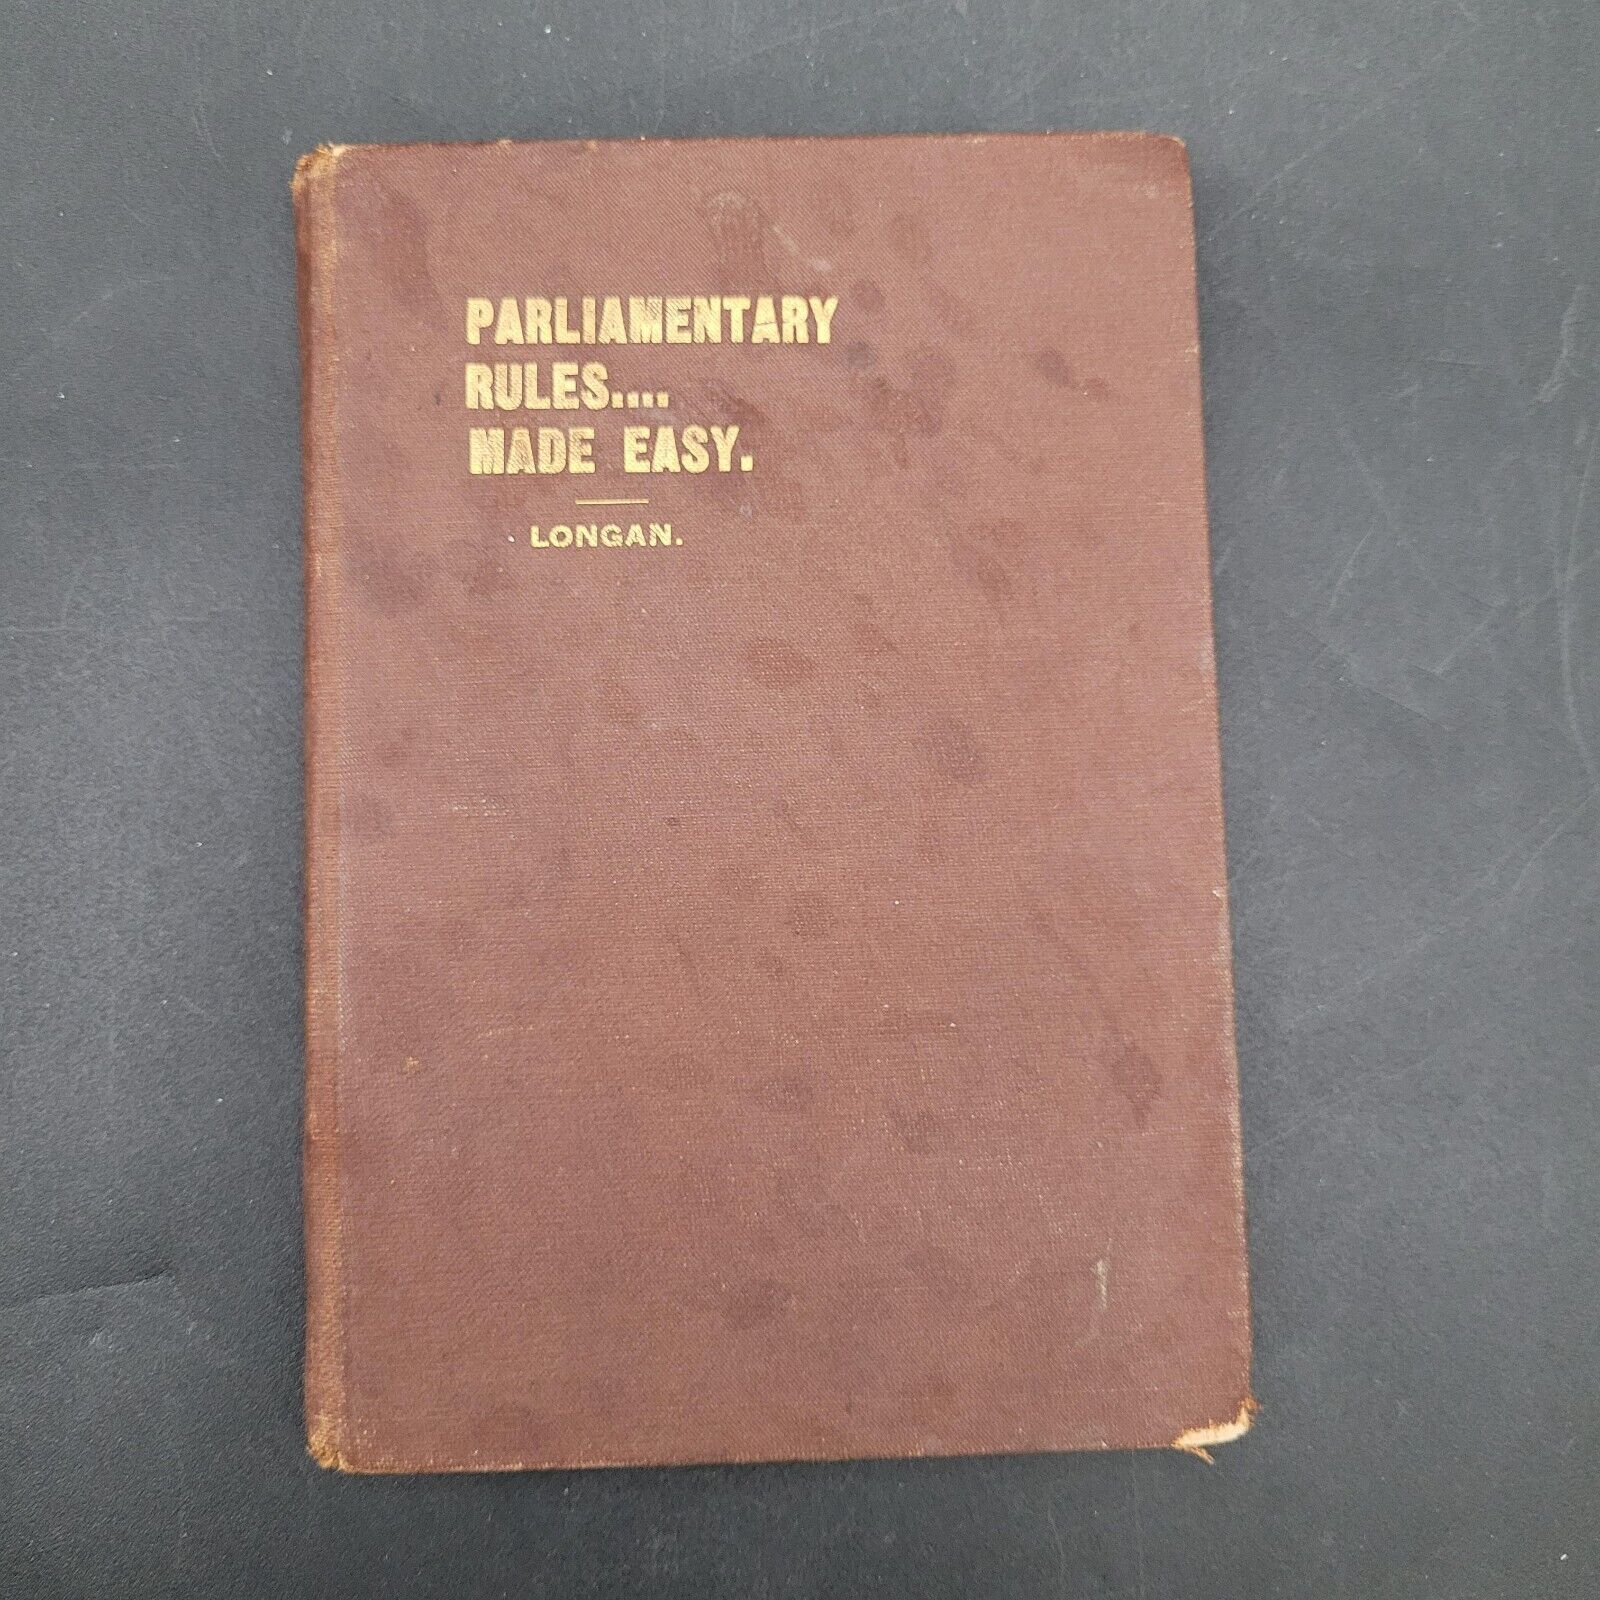 PARLIAMENTARY
RULES....
MADE EASY.
LONGAN.